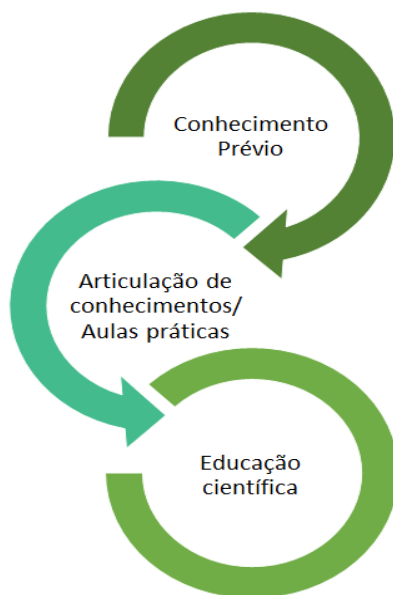 Conhecimento
Prévio
Articulação de
conhecimentos/
Aulas práticas
Educação
científica